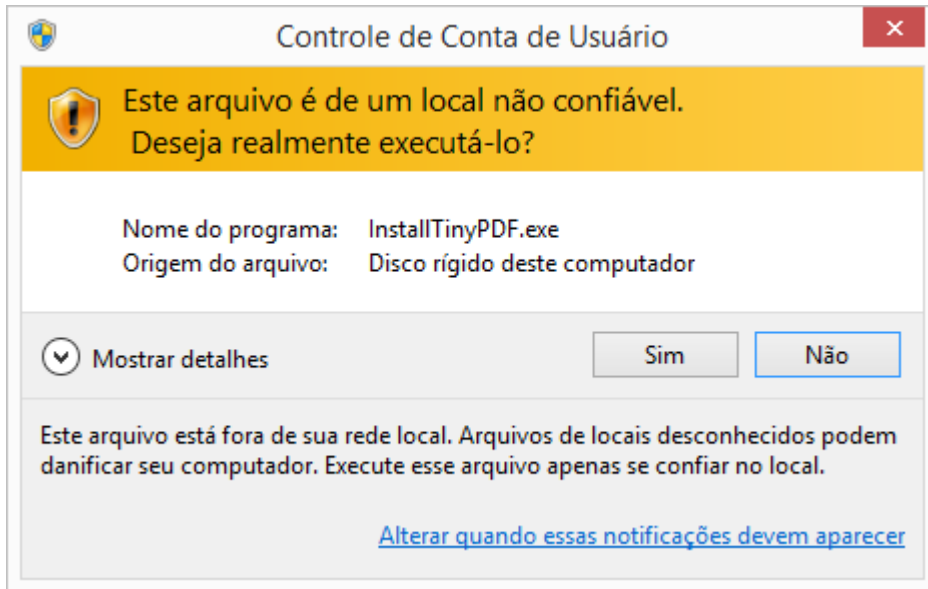 Controle de Conta de Usuário
Este arquivo é de um local não confiável.
Deseja realmente executá-lo?
Nome do programa: InstallTinyPDF.exe
Origem do arquivo: Disco rígido deste computador
Mostrar detalhes Sim Não
Este arquivo está fora de sua rede local. Arquivos de locais desconhecidos podem
danificar seu computador. Execute esse arquivo apenas se confiar no local.
Alterar quando essas notificações devem aparecer